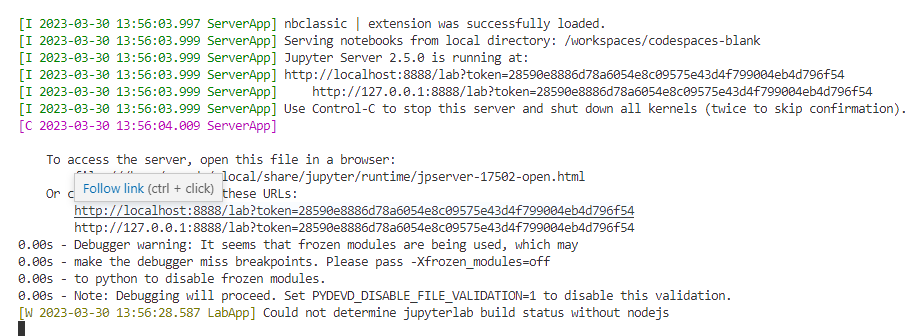 [I 2023-03-30 13:56:03.997 ServerApp] nbclassic | extension was successfully loaded.
[I 2023-03-30 13:56:03.999 ServerApp] Serving notebooks from local directory: /workspaces/codespaces-blank
[I 2023-03-30 13:56:03.999 ServerApp] Jupyter Server 2.5.0 is running at:
[I 2023-03-30 13:56:03.999 ServerApp] http://localhost:8888/lab?token=28590e8886d78a6054e8c09575e43d4f799004eb4d796f54
[I 2023-03-30 13:56:03.999 ServerApp]     http://127.0.0.1:8888/lab?token=28590e8886d78a6054e8c09575e43d4f799004eb4d796f54
[I 2023-03-30 13:56:03.999 ServerApp] Use Control-C to stop this server and shut down all kernels (twice to skip confirmation).
[C 2023-03-30 13:56:04.009 ServerApp]
To access the server, open this file in a browser:
local/share/jupyter/runtime/jpserver-17502-open.html
Follow link (ctrl + click)
Or these URLs:
http://localhost:8888/lab?token=28590e8886d78a6054e8c09575e43d4f799004eb4d796f54
http://127.0.0.1:8888/lab?token=28590e8886d78a6054e8c09575e43d4f799004eb4d796f54
0.00s - Debugger warning: It seems that frozen modules are being used, which may
0.00s - make the debugger miss breakpoints. Please pass -Xfrozen_modules=off
0.00s - to python to disable frozen modules.
0.00s - Note: Debugging will proceed. Set PYDEVD_DISABLE_FILE_VALIDATION=1 to disable this validation.
[W 2023-03-30 13:56:28.587 LabApp] Could not determine jupyterlab build status without nodejs